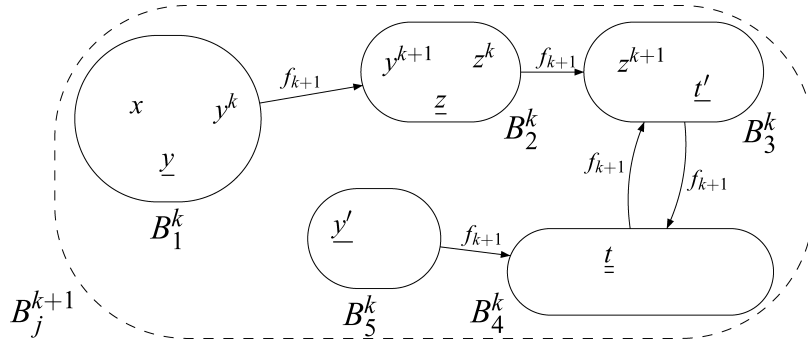 x y^k
y
B_1^k
f_{k+1}
y^{k+1} z^k
z
B_2^k
f_{k+1}
z^{k+1}
t'
B_3^k
f_{k+1}
f_{k+1}
y'
B_5^k
f_{k+1}
t
B_4^k
B_j^{k+1}